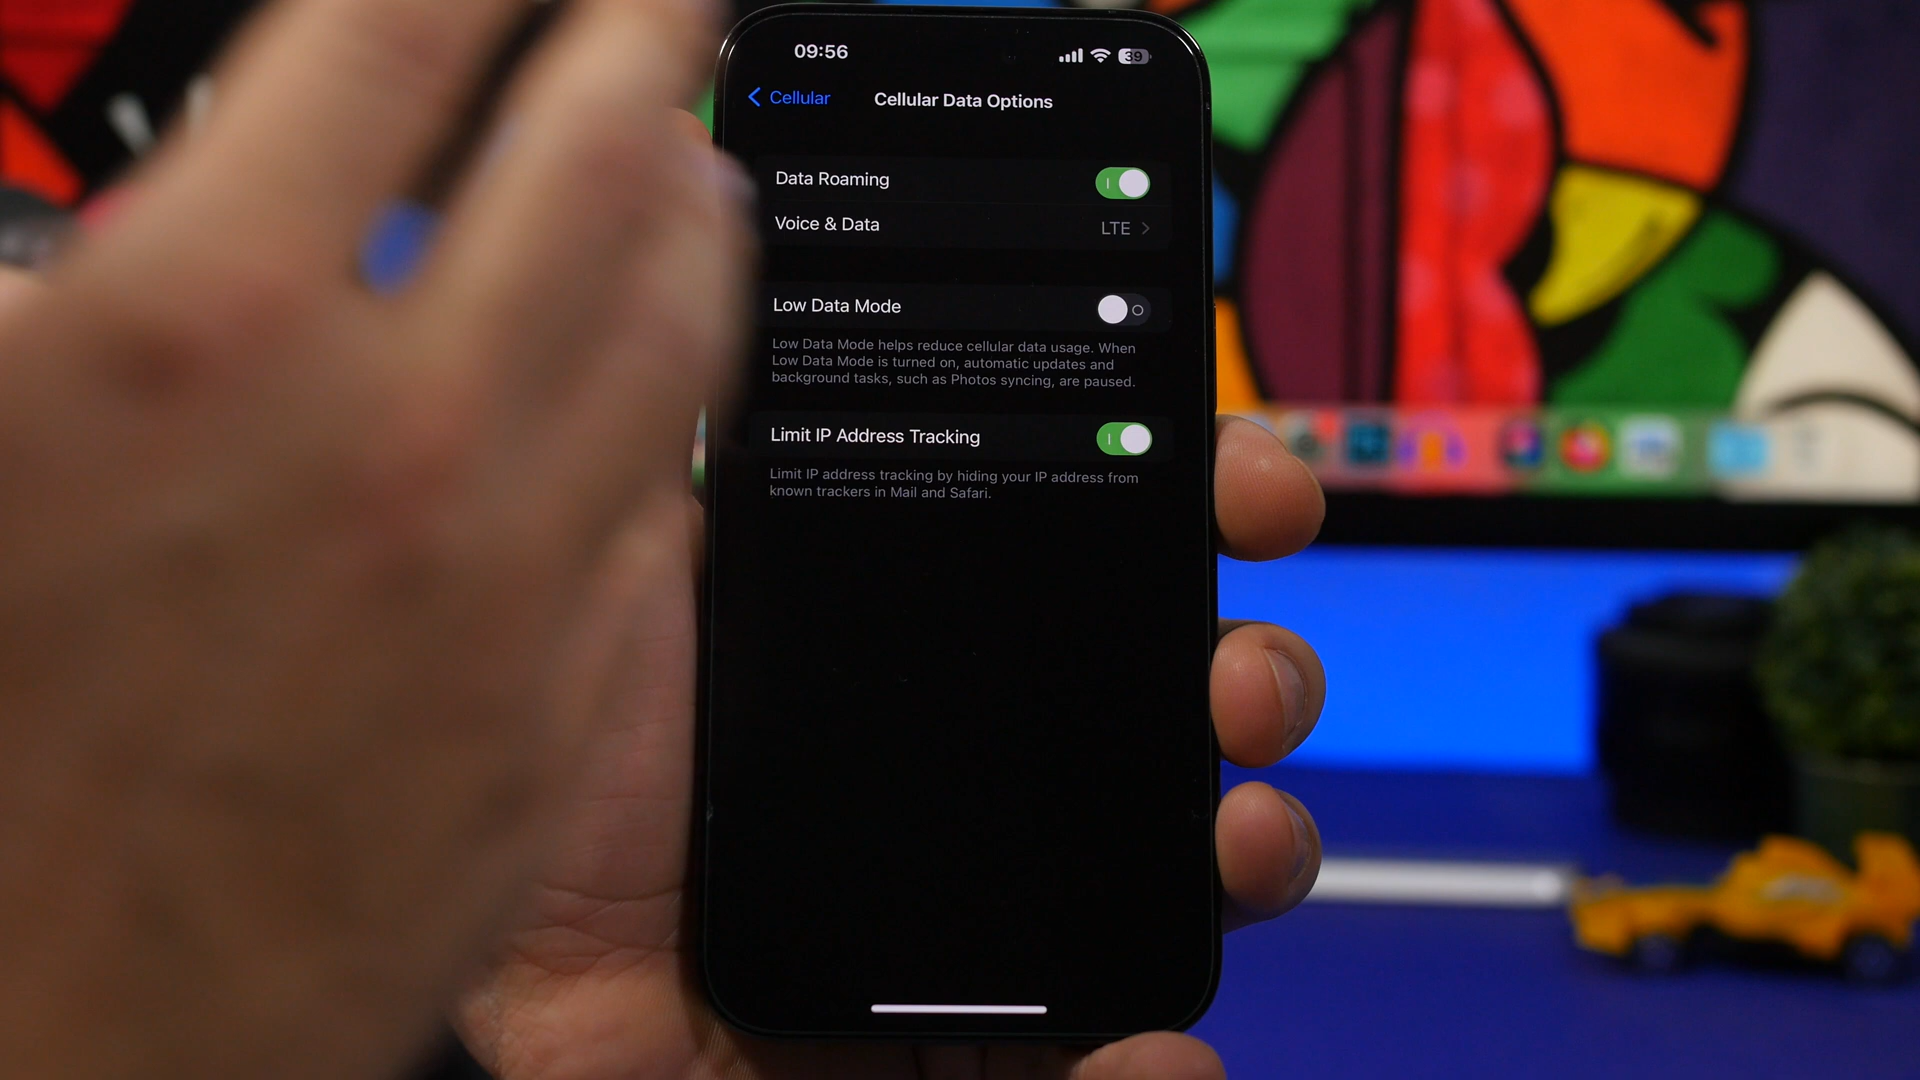 09:56
39
Cellular
Cellular Data Options
Data Roaming
Voice & Data
LTE
Low Data Mode
Low Data Mode helps reduce cellular data usage. When
Low Data Mode is turned on, automatic updates and
background tasks, such as Photos syncing, are paused.
Limit IP Address Tracking
Limit IP address tracking by hiding your IP address from
known trackers in Mail and Safari.